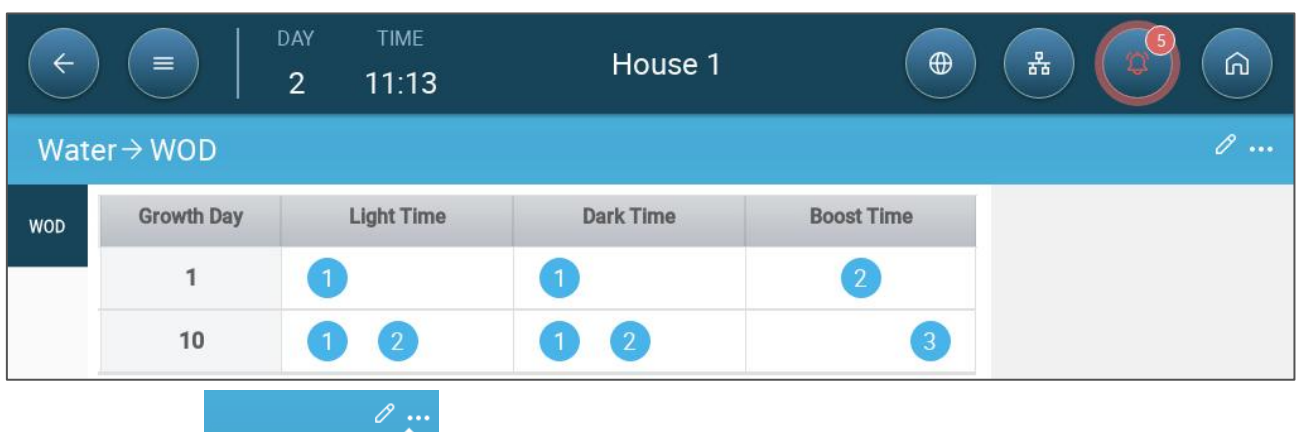 DAY TIME
2 11:13 House 1 5
Water → WOD
WOD Growth Day Light Time Dark Time Boost Time
1 1 1 2
10 1 2 1 2 3